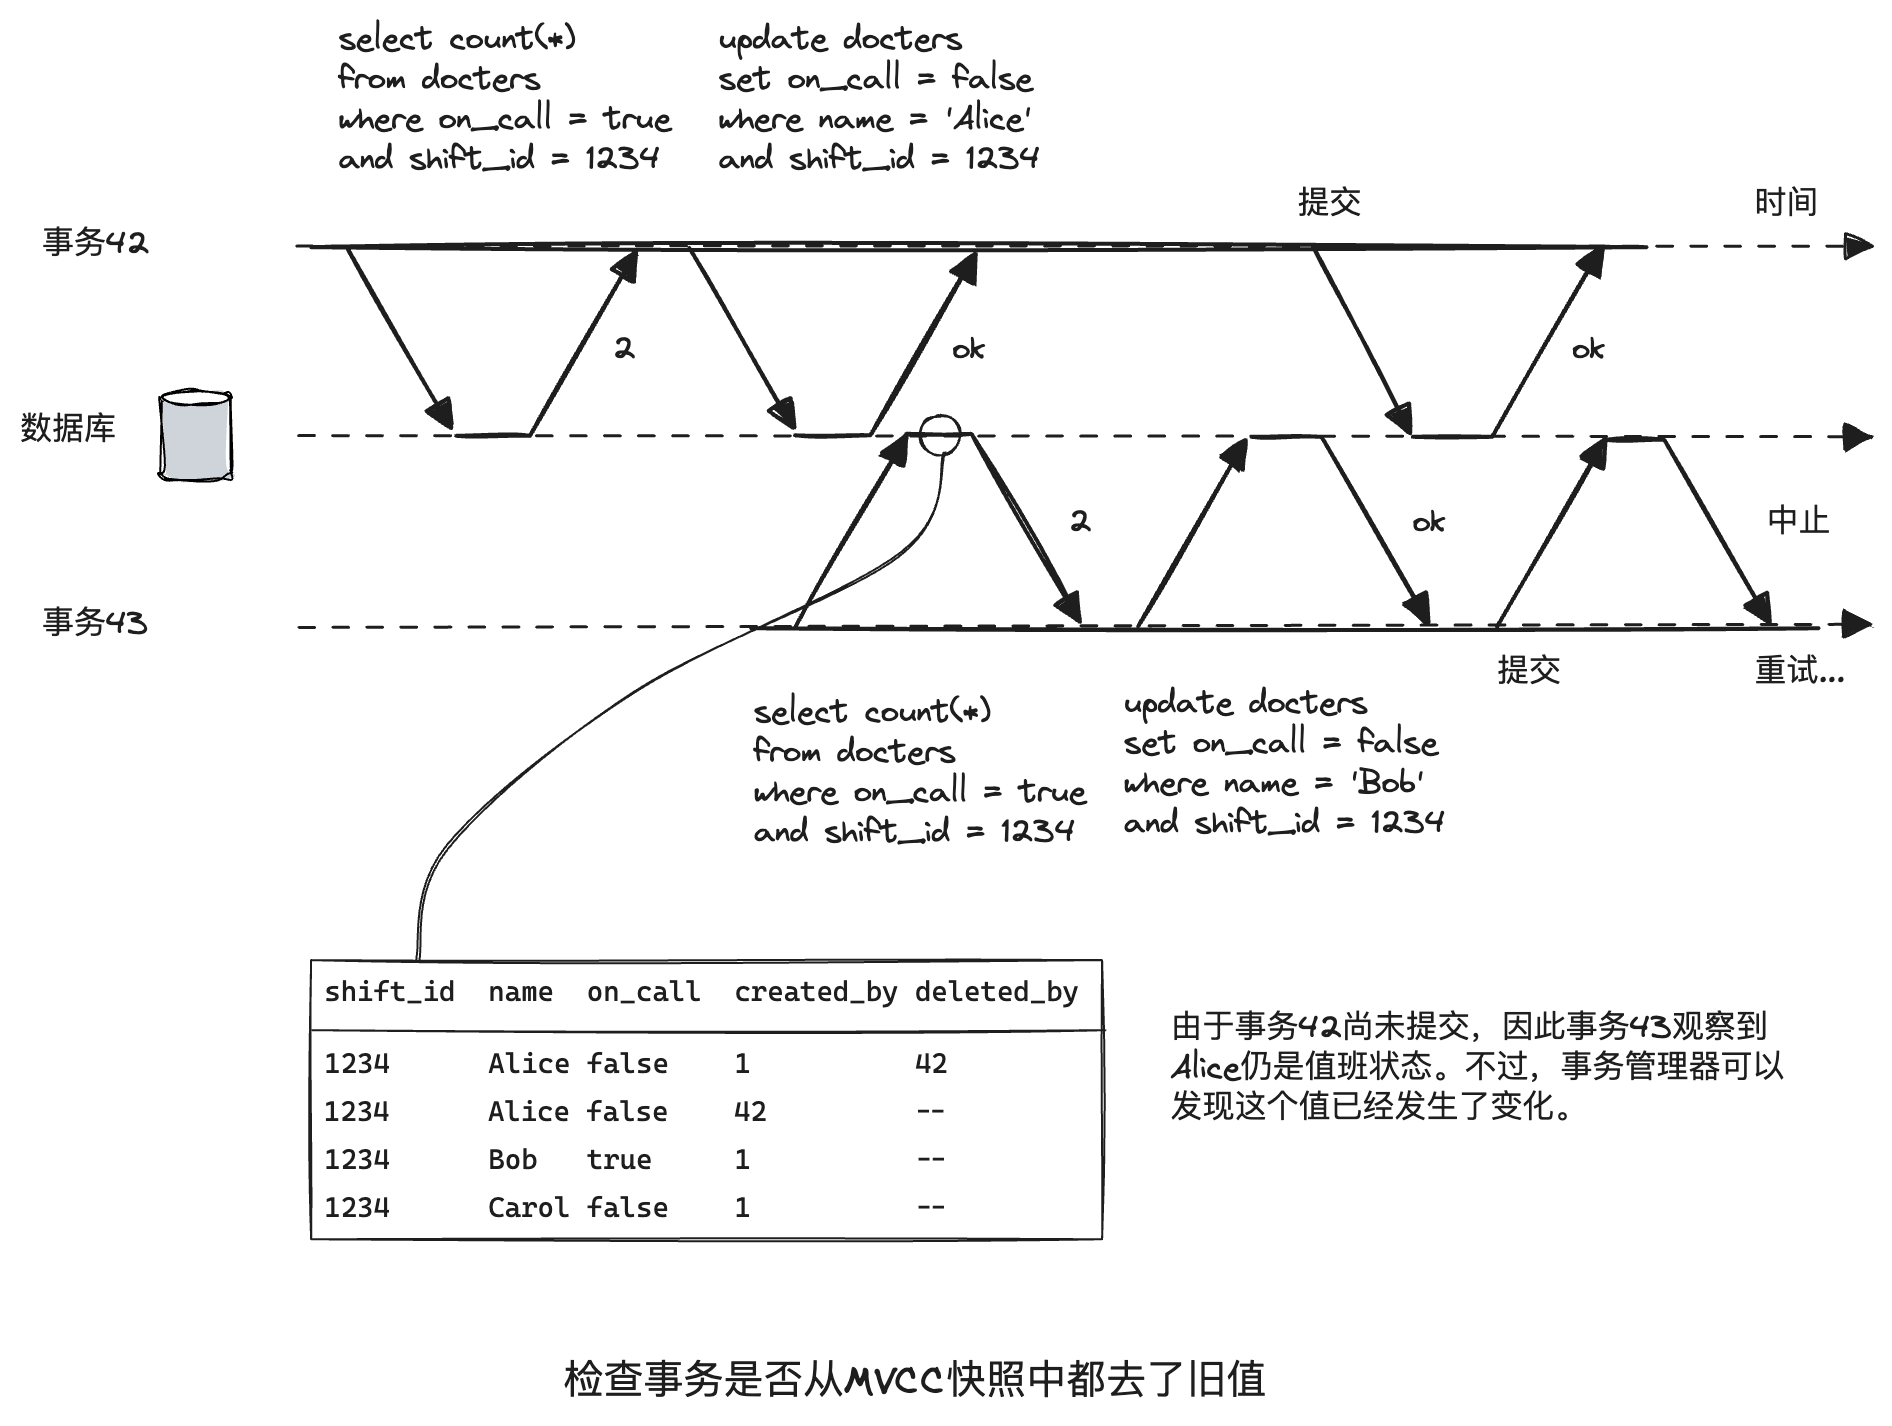 select count(*)
from docters
where on_call = true
and shift_id = 1234
update docters
set on_call = false
where name = 'Alice'
and shift_id = 1234
提交
时间
事务42
2
ok
ok
数据库
2
ok
中止
事务43
提交
重试...
select count(*)
from docters
where on_call = true
and shift_id = 1234
update docters
set on_call = false
where name = 'Bob'
and shift_id = 1234
shift_id name on_call created_by deleted_by
1234 Alice false 1 42
1234 Alice false 42 --
1234 Bob true 1 --
1234 Carol false 1 --
由于事务42尚未提交，因此事务43观察到
Alice仍是值班状态。不过，事务管理器可以
发现这个值已经发生了变化。
检查事务是否从MVCC快照中都去了旧值